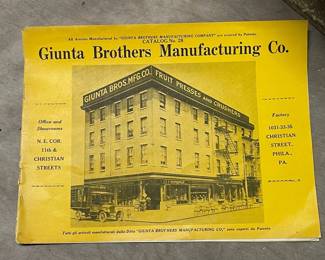 All Articles Manufactured by "GIUNTA BROTHERS MANUFACTURING COMPANY" are covered by Patents.
CATALOG No. 28
Giunta Brothers Manufacturing Co.
GIUNTA BROS. MFG. CO.
FRUIT PRESSES AND CRUSHERS
Office and
Showrooms
N. E. COR.
11th &
CHRISTIAN
STREETS
Factory
1031-33-35
CHRISTIAN
STREET,
PHILA.,
PA.
Tutti gli articoli manufatturati dalla Ditta "GIUNTA BROTHERS MANUFACTURING CO," sono coperti da Patente.